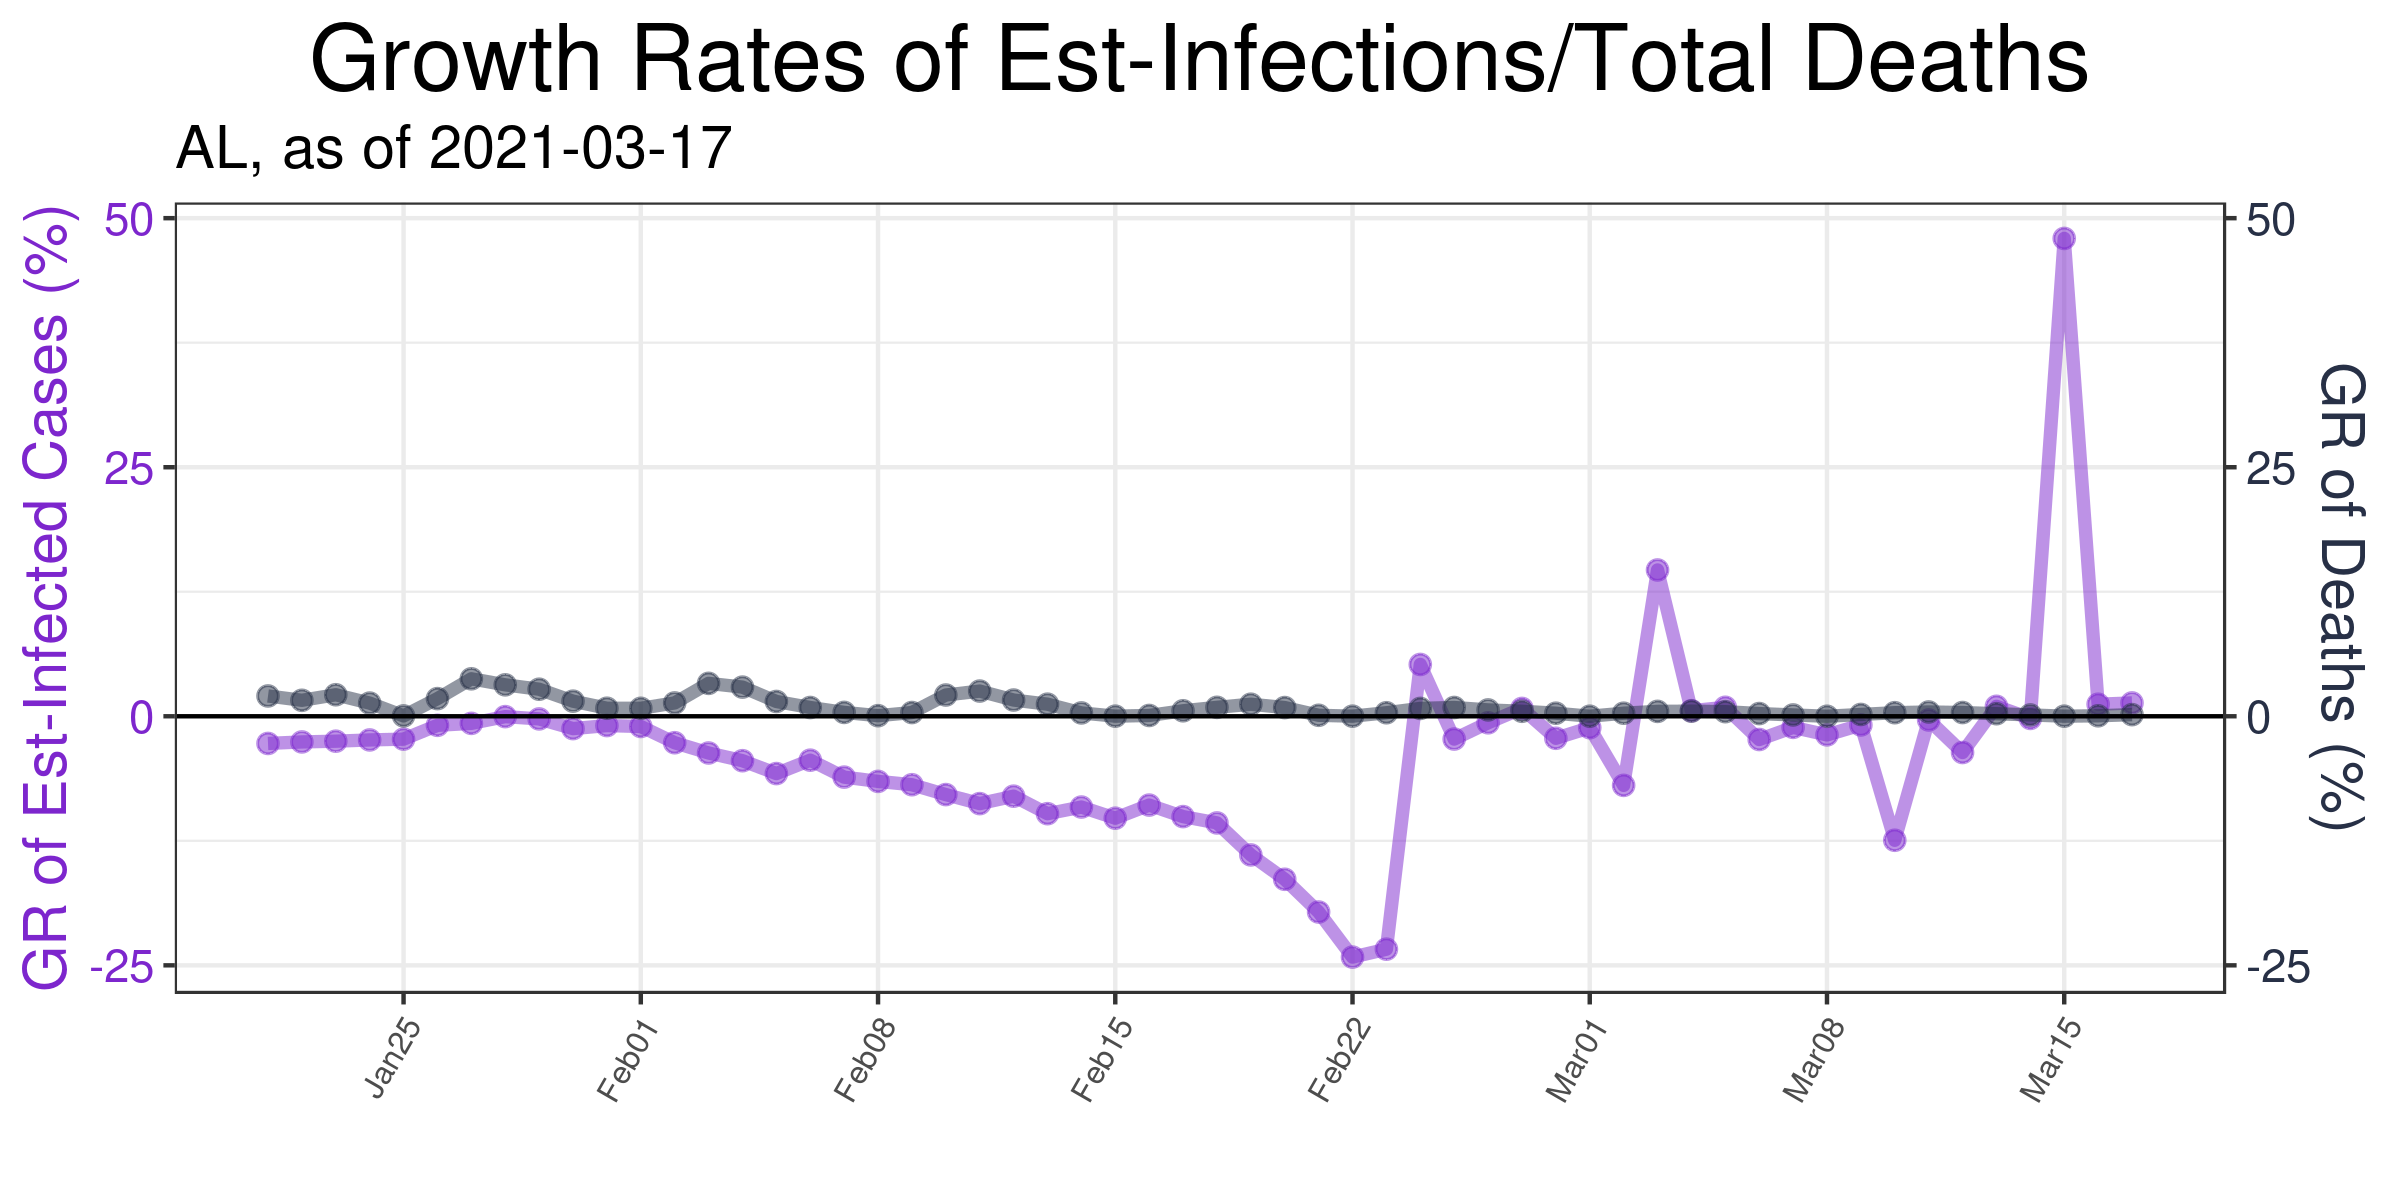 Growth Rates of Est-Infections/Total Deaths
AL, as of 2021-03-17
GR of Est-Infected Cases (%)
50
25
0
-25
50
25
0
-25
GR of Deaths (%)
Jan25
Feb01
Feb08
Feb15
Feb22
Mar01
Mar08
Mar15